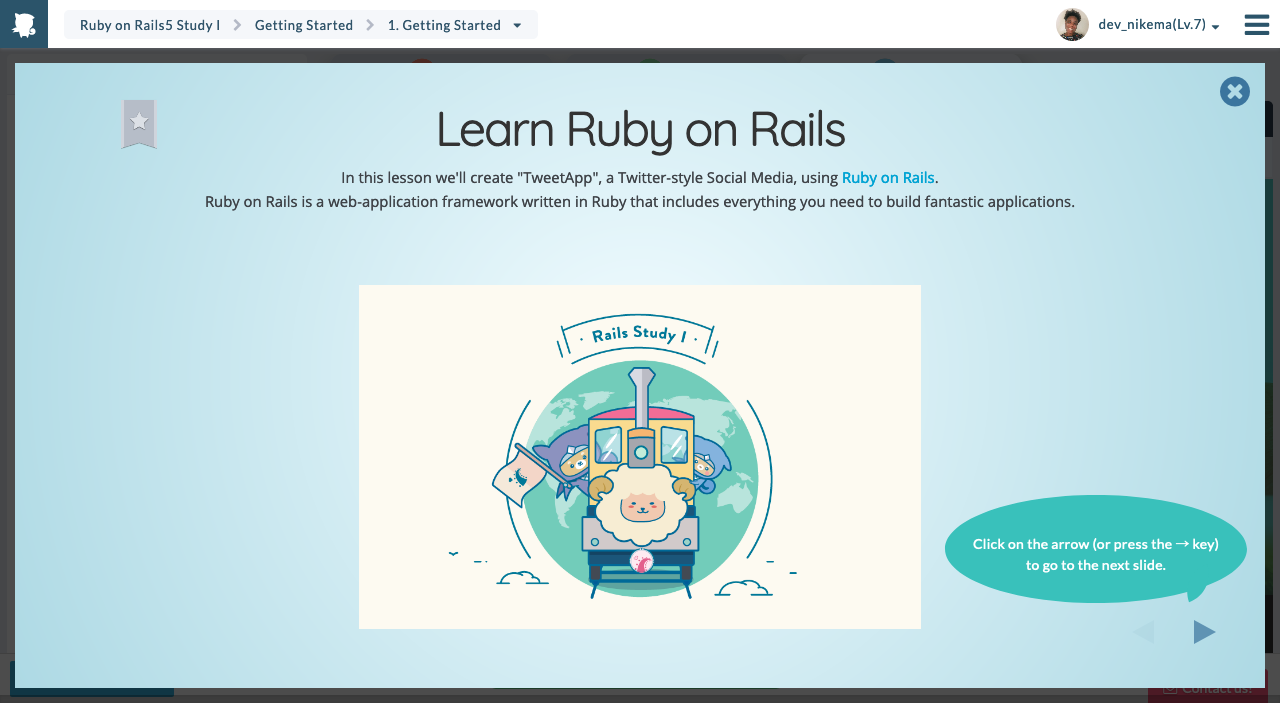 Ruby on Rails5 Study I
Getting Started
1. Getting Started
dev_nikema(Lv.7)
Learn Ruby on Rails
In this lesson we'll create "TweetApp", a Twitter-style Social Media, using Ruby on Rails.
Ruby on Rails is a web-application framework written in Ruby that includes everything you need to build fantastic applications.
· Rails Study I ·
Click on the arrow (or press the → key)
to go to the next slide.
Contact us!